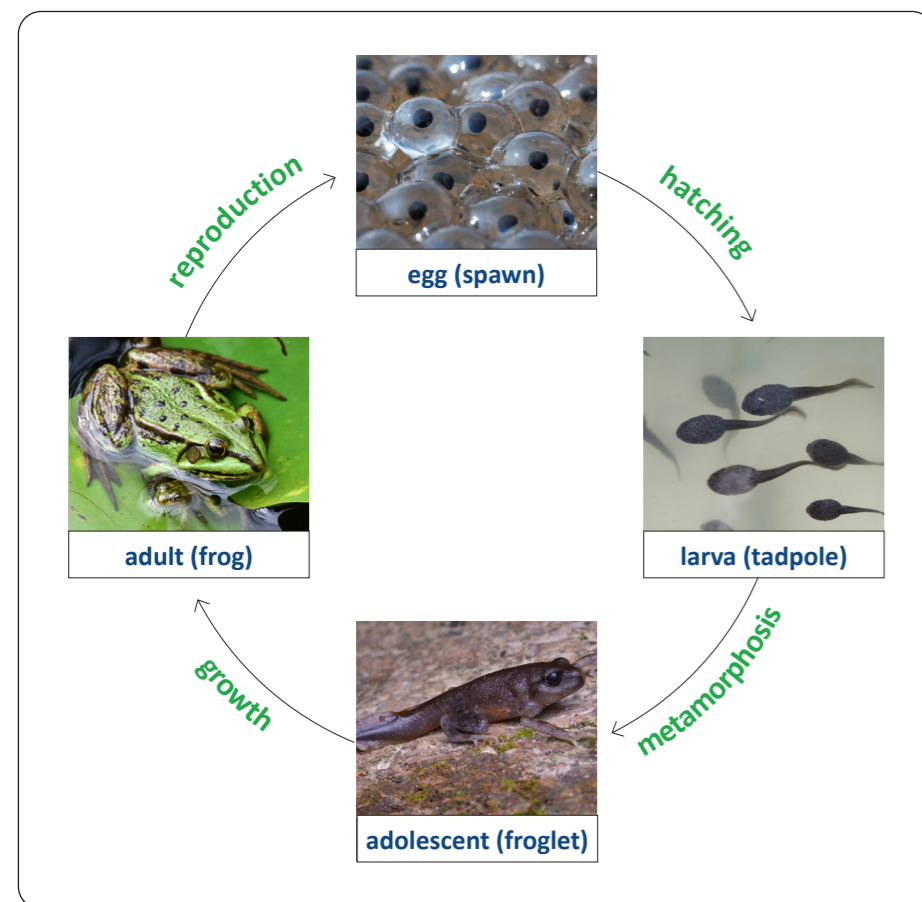 egg (spawn)
hatching
larva (tadpole)
metamorphosis
adolescent (froglet)
growth
adult (frog)
reproduction